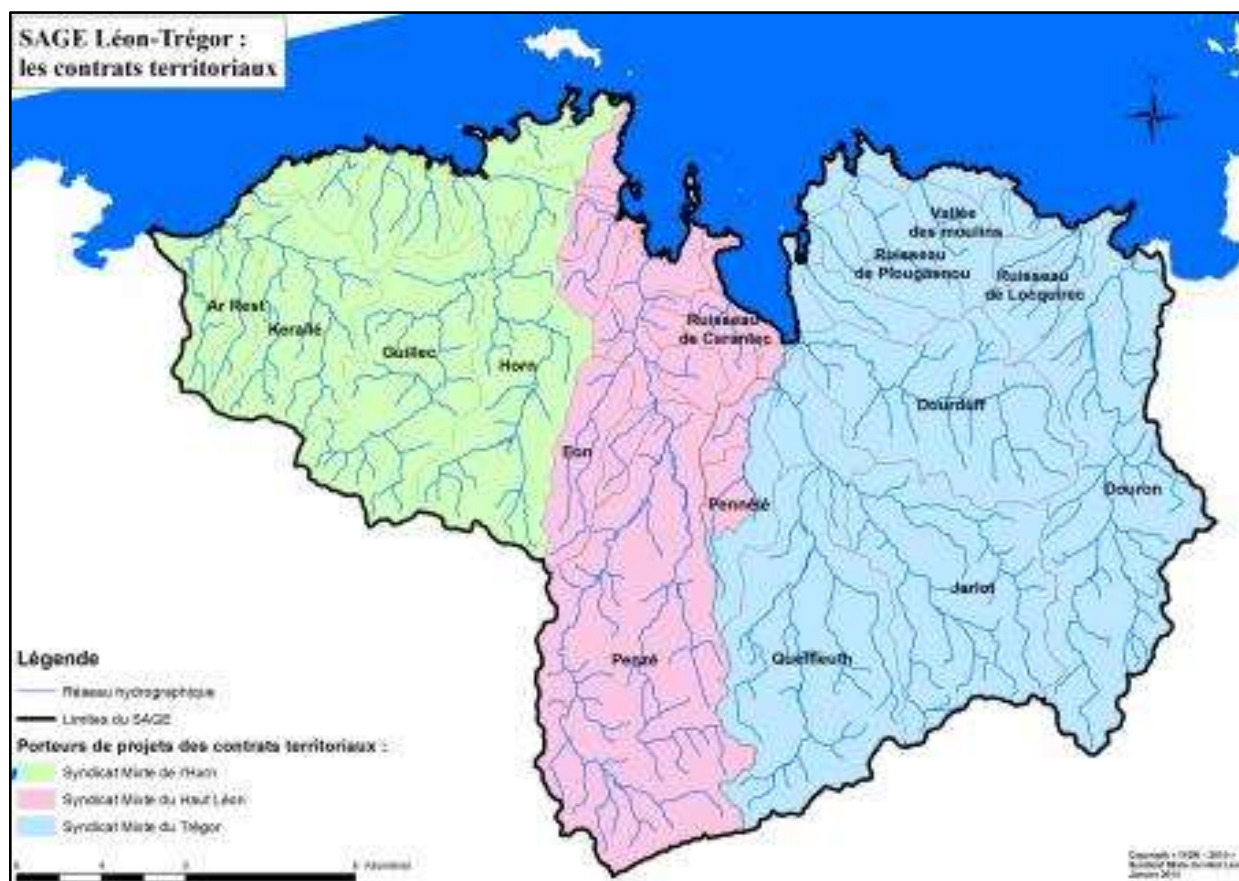 SAGE Léon-Trégor :
les contrats territoriaux
Vallée
des moulins
Ruisseau
de Plougasnou
Ruisseau
de Locquirec
Ar Rest
Kerallé
Guillec
Horn
Ruisseau
de Carantec
Dourduff
Eon
Pennélé
Douron
Jarlot
Penzé
Queffleuth
Légende
Réseau hydrographique
Limites du SAGE
Porteurs de projets des contrats territoriaux :
Syndicat Mixte de l'Horn
Syndicat Mixte du Haut Léon
Syndicat Mixte du Trégor